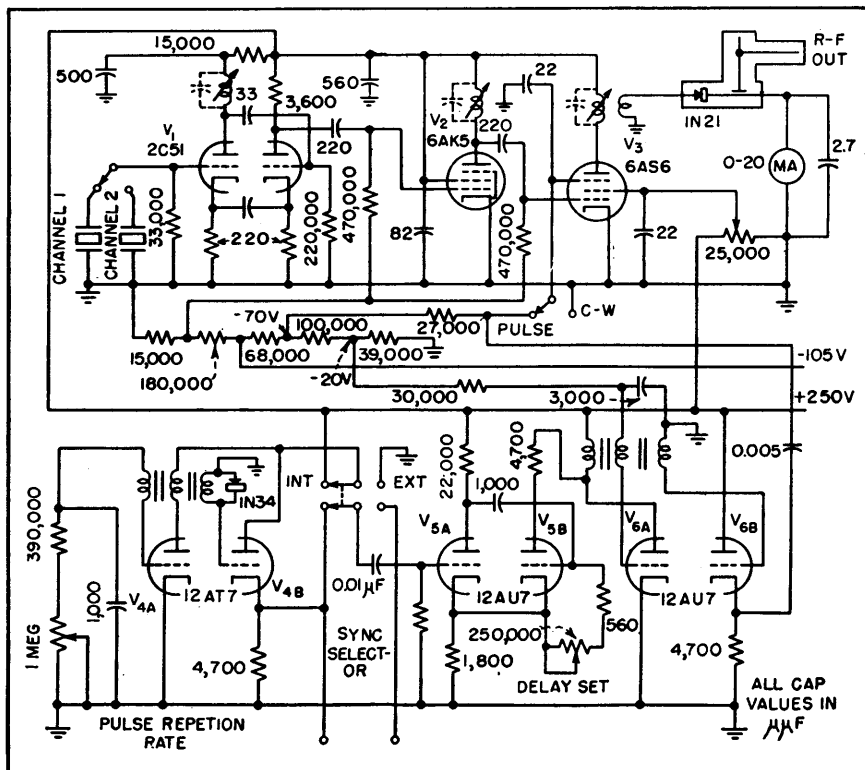 15,000
R-F
OUT
500
33
3,600
560
22
1N21
V1
2C51
220
V2
6AK5
220
V3
6AS6
0-20
MA
2.7
CHANNEL 1
CHANNEL 2
33,000
220
220,000
470,000
82
470,000
22
25,000
-70V
100,000
27,000
PULSE
C-W
15,000
180,000
68,000
-20V
39,000
-105V
30,000
3,000
+250V
0.005
390,000
1N34
INT
EXT
22,000
1,000
4,700
V5A
V5B
V6A
V6B
1,000
V4A
12AT7
V4B
0.01 μF
12AU7
12AU7
1 MEG
4,700
SYNC
SELECT-
OR
250,000
560
1,800
DELAY SET
4,700
PULSE REPETION
RATE
ALL CAP
VALUES IN
μμF